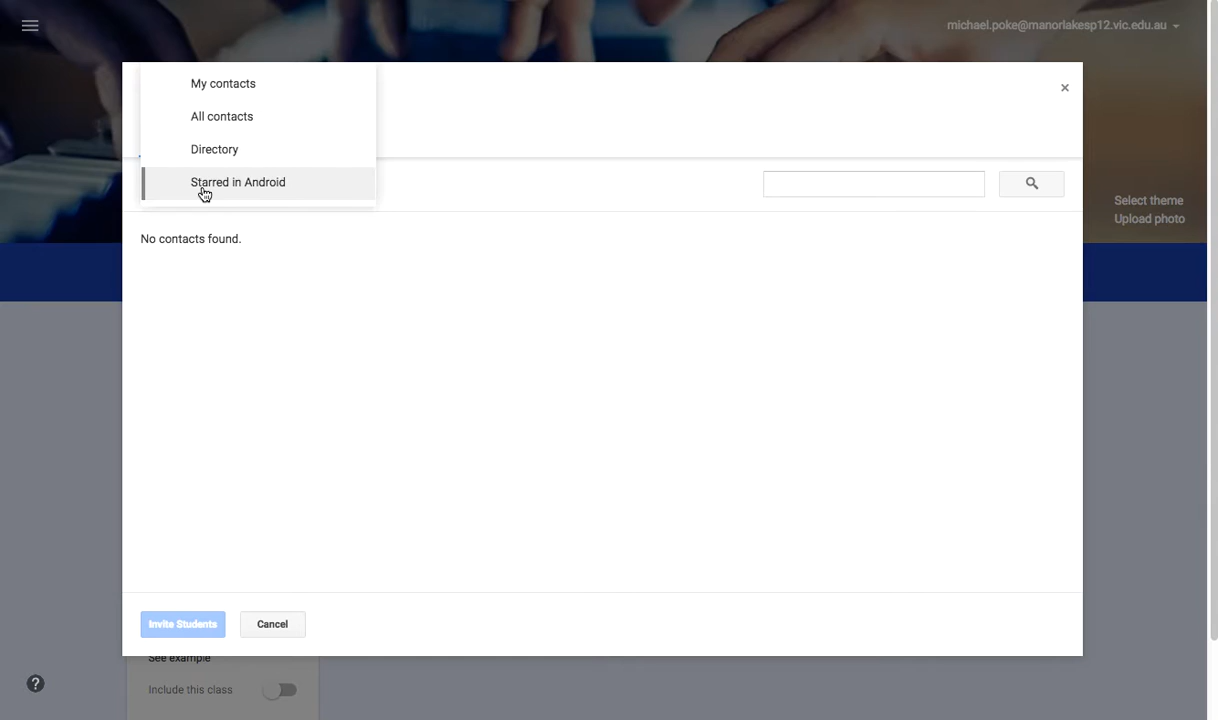 michael.poke@manorlakesp12.vic.edu.au
My contacts
All contacts
Directory
Starred in Android
Select theme
Upload photo
No contacts found.
Invite Students
Cancel
See example
Include this class